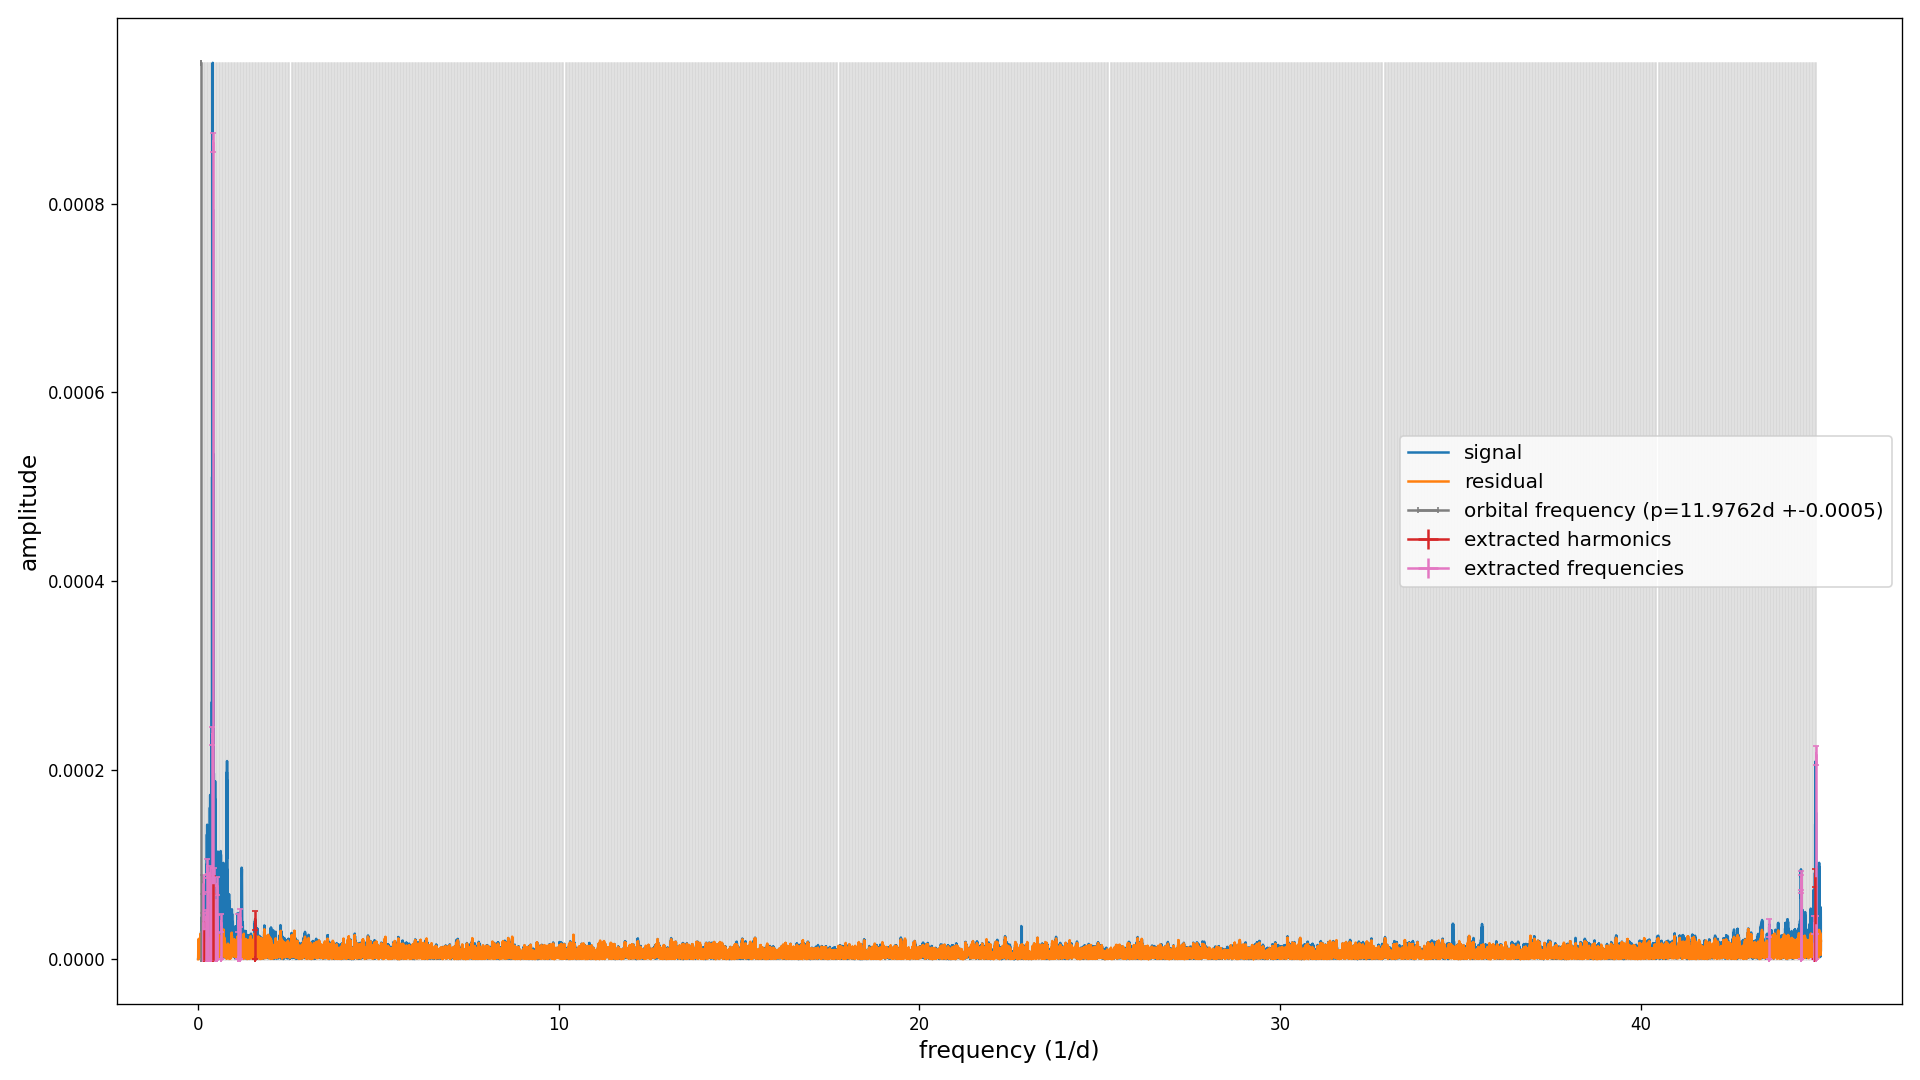 amplitude
0.0008
0.0006
0.0004
0.0002
0.0000
signal
residual
orbital frequency (p=11.9762d +-0.0005)
extracted harmonics
extracted frequencies
0 10 20 30 40
frequency (1/d)